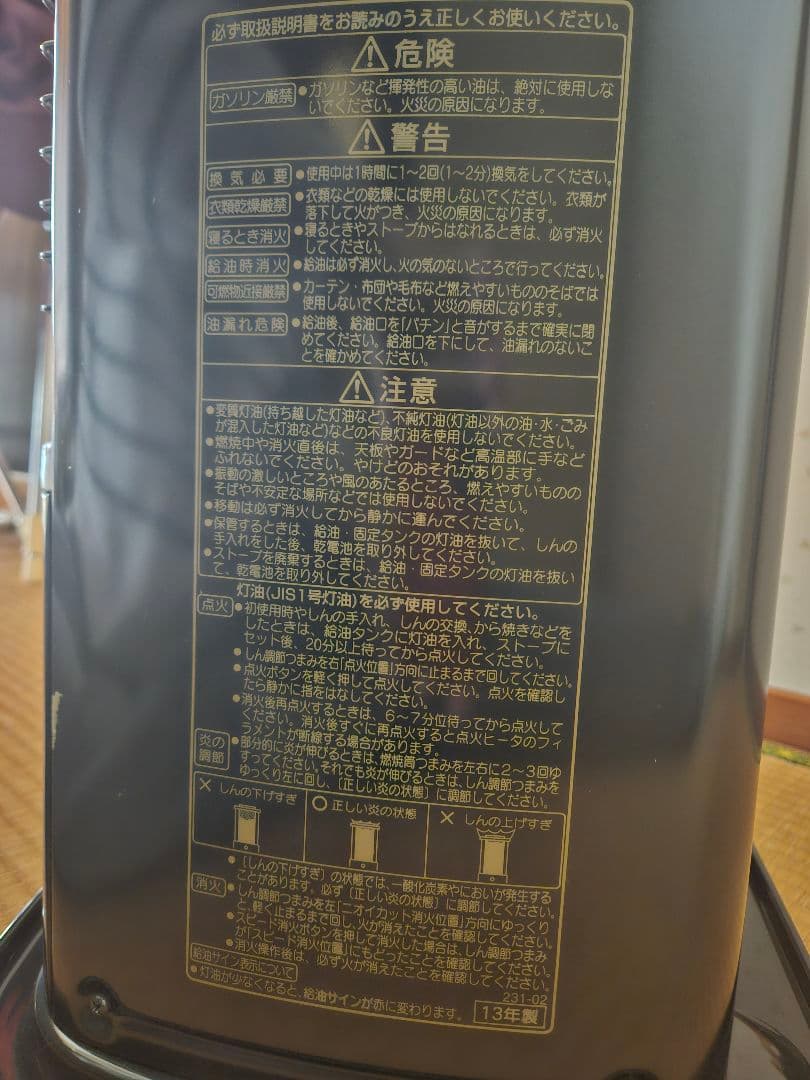 必ず取扱説明書をお読みのうえ正しくお使いください。
危険
ガソリン厳禁 ●ガソリンなど揮発性の高い油は、絶対に使用しな
いでください。火災の原因になります。
警告
換気必要 ●使用中は1時間に1～2回(1～2分)換気をしてください。
衣類乾燥厳禁 ●衣類などの乾燥には使用しないでください。衣類が
落下して火がつき、火災の原因になります。
寝るとき消火 ●寝るときやストーブからはなれるときは、必ず消火
してください。
給油時消火 ●給油は必ず消火し、火の気のないところで行ってください。
可燃物近接厳禁 ●カーテン・布団や毛布など燃えやすいもののそばでは
使用しないでください。火災の原因になります。
油漏れ危険 ●給油後、給油口を「パチン」と音がするまで確実に閉
めてください。給油口を下にして、油漏れのないこ
とを確かめてください。
注意
●変質灯油(持ち越した灯油など)、不純灯油(灯油以外の油・水・ごみ
が混入した灯油など)などの不良灯油を使用しないでください。
●燃焼中や消火直後は、天板やガードなど高温部に手など
ふれないでください。やけどのおそれがあります。
●振動の激しいところや風のあたるところ、燃えやすいものの
そばや不安定な場所などでは使用しないでください。
●移動は必ず消火してから静かに運んでください。
●保管するときは、給油・固定タンクの灯油を抜いて、しんの
手入れをした後、乾電池を取り外してください。
●ストーブを廃棄するときは、給油・固定タンクの灯油を抜い
て、乾電池を取り外してください。
灯油(JIS1号灯油)を必ず使用してください。
点火 ●初使用時やしんの手入れ、しんの交換、から焼きなどを
したときは、給油タンクに灯油を入れ、ストーブに
セット後、20分以上待ってから点火してください。
●しん調節つまみを右「点火位置」方向に止まるまで回してください。
●点火ボタンを軽く押して点火してください。点火を確認し
たら静かに指をはなしてください。
●消火後再点火するときは、6～7分位待ってから点火して
ください。消火後すぐに再点火すると点火ヒータのフィ
ラメントが断線する場合があります。
炎の調節 ●部分的に炎が伸びるときは、燃焼筒つまみを左右に2～3回ゆ
すってください。それでも炎が伸びるときは、しん調節つまみを
ゆっくり左に回し、〔正しい炎の状態〕に調節してください。
× しんの下げすぎ
○ 正しい炎の状態
× しんの上げすぎ
●〔しんの下げすぎ〕の状態では、一酸化炭素やにおいが発生する
ことがあります。必ず〔正しい炎の状態〕に調節してください。
消火 ●しん調節つまみを左「ニオイカット消火位置」方向にゆっくり
と、軽く止まるまで回し、火が消えたことを確認してください。
●スピード消火ボタンを押して消火した場合は、しん調節つまみ
が「スピード消火位置」にもどったことを確認してください。
●消火操作後は、必ず火が消えたことを確認してください。
給油サイン表示について
●灯油が少なくなると、給油サインが赤に変わります。
231-02
13年製